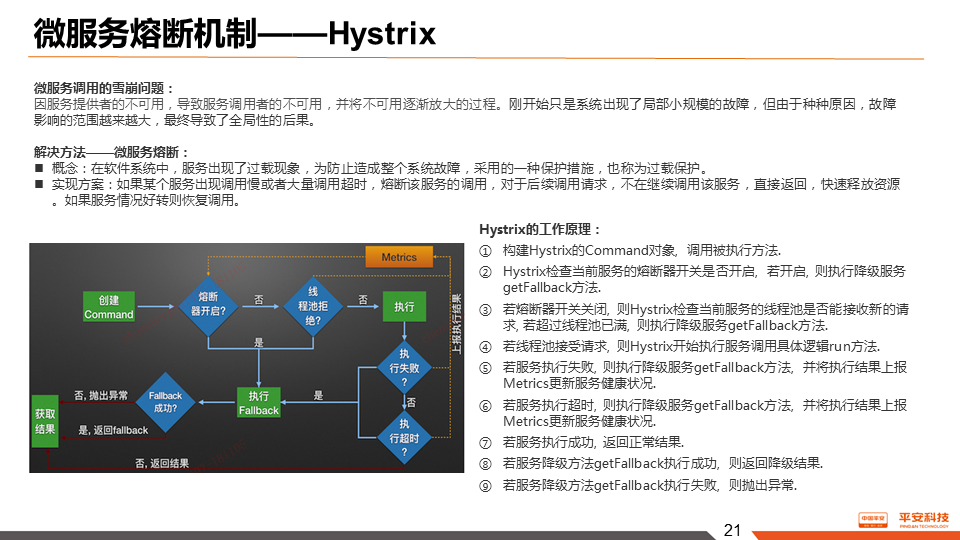 微服务熔断机制——Hystrix
微服务调用的雪崩问题：
因服务提供者的不可用，导致服务调用者的不可用，并将不可用逐渐放大的过程。刚开始只是系统出现了局部小规模的故障，但由于种种原因，故障
影响的范围越来越大，最终导致了全局性的后果。
解决方法——微服务熔断：
■ 概念：在软件系统中，服务出现了过载现象，为防止造成整个系统故障，采用的一种保护措施，也称为过载保护。
■ 实现方案：如果某个服务出现调用慢或者大量调用超时，熔断该服务的调用，对于后续调用请求，不在继续调用该服务，直接返回，快速释放资源
。如果服务情况好转则恢复调用。
Metrics
创建
Command
熔断
器开启?
否
线
程池拒
绝?
否
执行
上报执行结果
是
执
行失败
?
否
执
行超时
?
是
执行
Fallback
Fallback
成功?
否, 抛出异常
是, 返回fallback
获取
结果
否, 返回结果
Hystrix的工作原理：
① 构建Hystrix的Command对象, 调用被执行方法.
② Hystrix检查当前服务的熔断器开关是否开启, 若开启, 则执行降级服务
getFallback方法.
③ 若熔断器开关关闭, 则Hystrix检查当前服务的线程池是否能接收新的请
求, 若超过线程池已满, 则执行降级服务getFallback方法.
④ 若线程池接受请求, 则Hystrix开始执行服务调用具体逻辑run方法.
⑤ 若服务执行失败, 则执行降级服务getFallback方法, 并将执行结果上报
Metrics更新服务健康状况.
⑥ 若服务执行超时, 则执行降级服务getFallback方法, 并将执行结果上报
Metrics更新服务健康状况.
⑦ 若服务执行成功, 返回正常结果.
⑧ 若服务降级方法getFallback执行成功, 则返回降级结果.
⑨ 若服务降级方法getFallback执行失败, 则抛出异常.
中国平安
平安科技
PINGAN TECHNOLOGY
21